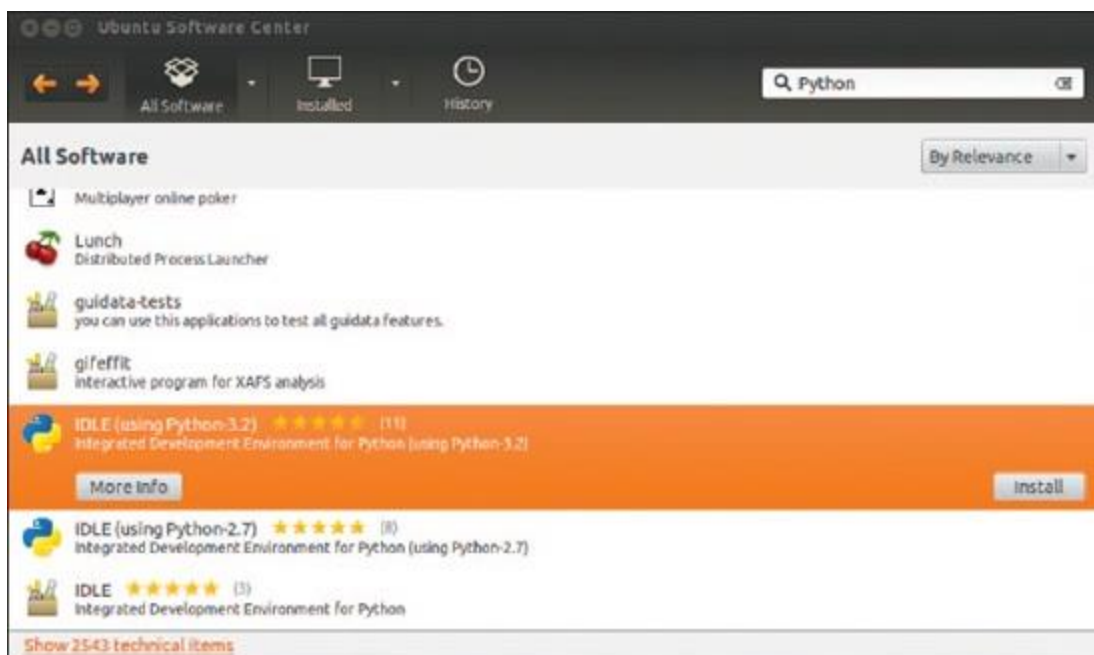 Ubuntu Software Center
All Software
Installed
History
Python
All Software
By Relevance
Multiplayer online poker
Lunch
Distributed Process Launcher
guidata-tests
you can use this applications to test all guidata features.
gifeffit
interactive program for XAFS analysis
IDLE (using Python-3.2) (11)
Integrated Development Environment for Python (using Python-3.2)
More Info
Install
IDLE (using Python-2.7) (8)
Integrated Development Environment for Python (using Python-2.7)
IDLE (3)
Integrated Development Environment for Python
Show 2543 technical items